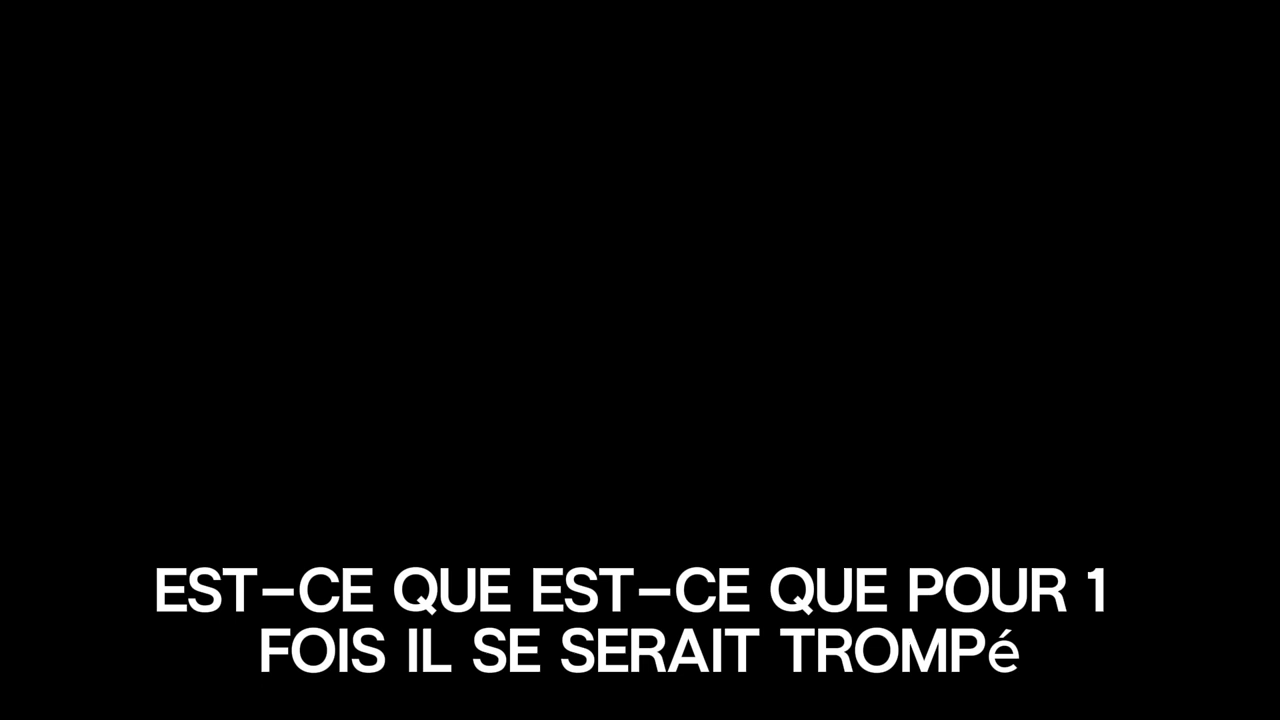 EST-CE QUE EST-CE QUE POUR 1
FOIS IL SE SERAIT TROMPé